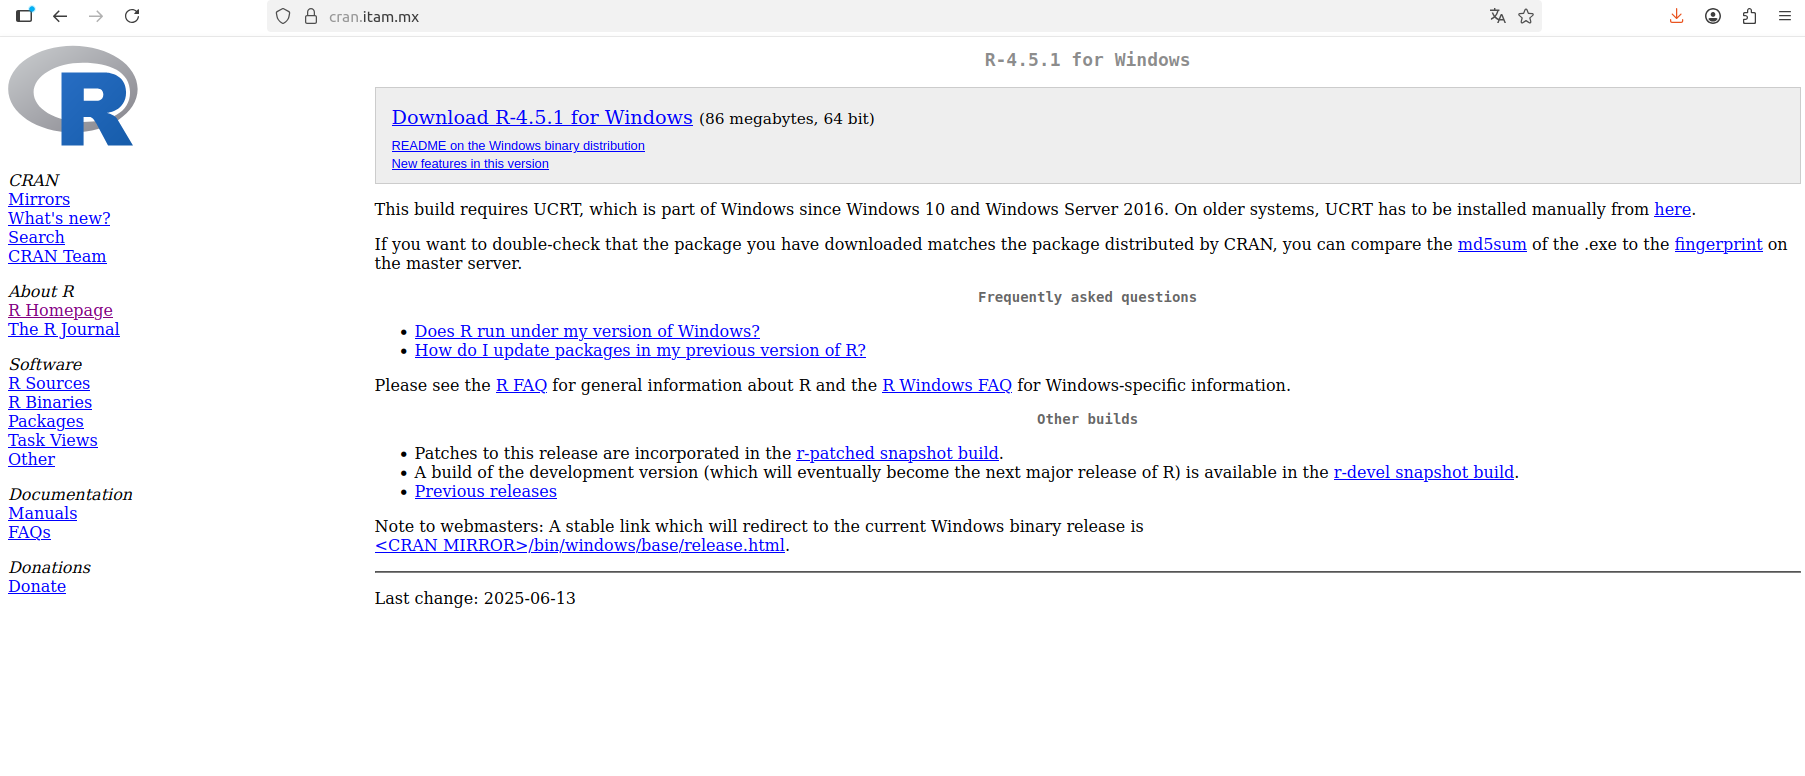 cran.itam.mx
R
CRAN
Mirrors
What's new?
Search
CRAN Team
About R
R Homepage
The R Journal
Software
R Sources
R Binaries
Packages
Task Views
Other
Documentation
Manuals
FAQs
Donations
Donate
R-4.5.1 for Windows
Download R-4.5.1 for Windows (86 megabytes, 64 bit)
README on the Windows binary distribution
New features in this version
This build requires UCRT, which is part of Windows since Windows 10 and Windows Server 2016. On older systems, UCRT has to be installed manually from here.
If you want to double-check that the package you have downloaded matches the package distributed by CRAN, you can compare the md5sum of the .exe to the fingerprint on
the master server.
Frequently asked questions
• Does R run under my version of Windows?
• How do I update packages in my previous version of R?
Please see the R FAQ for general information about R and the R Windows FAQ for Windows-specific information.
Other builds
• Patches to this release are incorporated in the r-patched snapshot build.
• A build of the development version (which will eventually become the next major release of R) is available in the r-devel snapshot build.
• Previous releases
Note to webmasters: A stable link which will redirect to the current Windows binary release is
<CRAN MIRROR>/bin/windows/base/release.html.
Last change: 2025-06-13